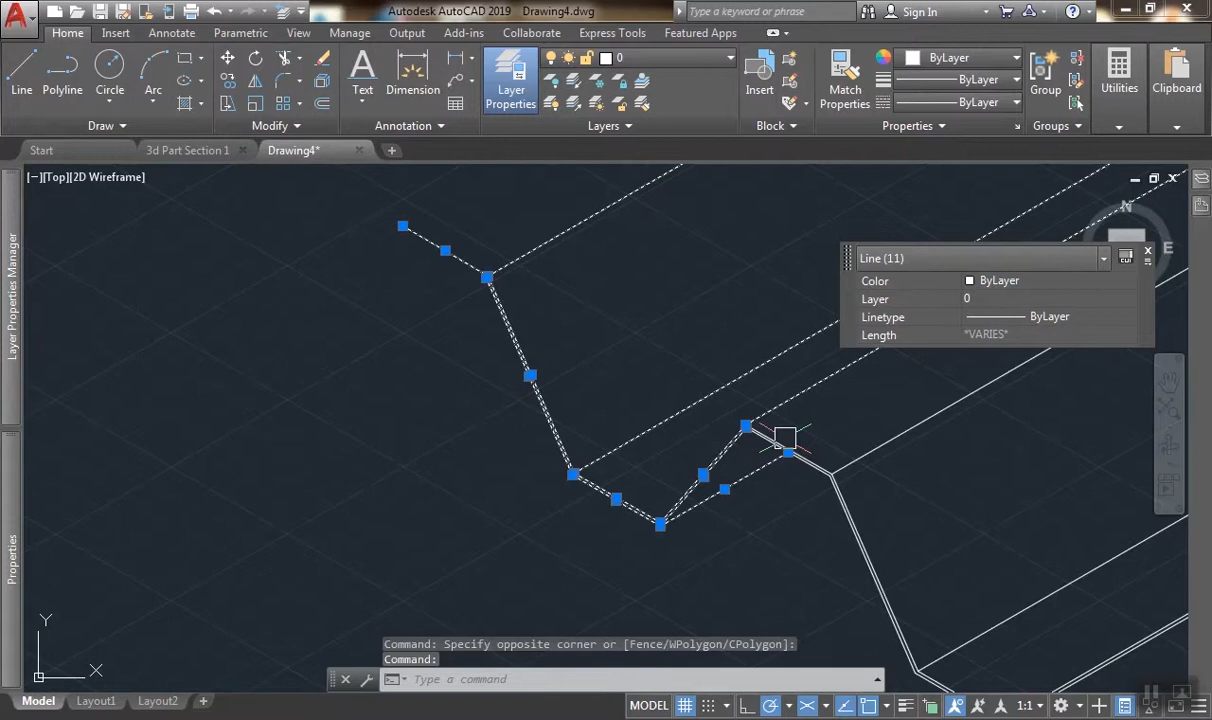 Autodesk AutoCAD 2019   Drawing4.dwg
Type a keyword or phrase
Sign In
Home
Insert
Annotate
Parametric
View
Manage
Output
Add-ins
Collaborate
Express Tools
Featured Apps
Line
Polyline
Circle
Arc
Text
Dimension
Layer
Properties
0
Insert
Match
Properties
ByLayer
ByLayer
ByLayer
Group
Utilities
Clipboard
Draw
Modify
Annotation
Layers
Block
Properties
Groups
Start
3d Part Section 1
Drawing4*
[−][Top][2D Wireframe]
N
E
Line (11)
Color ByLayer
Layer 0
Linetype ByLayer
Length *VARIES*
Layer Properties Manager
Properties
Y
X
Command: Specify opposite corner or [Fence/WPolygon/CPolygon]:
Command:
Type a command
Model
Layout1
Layout2
MODEL
1:1